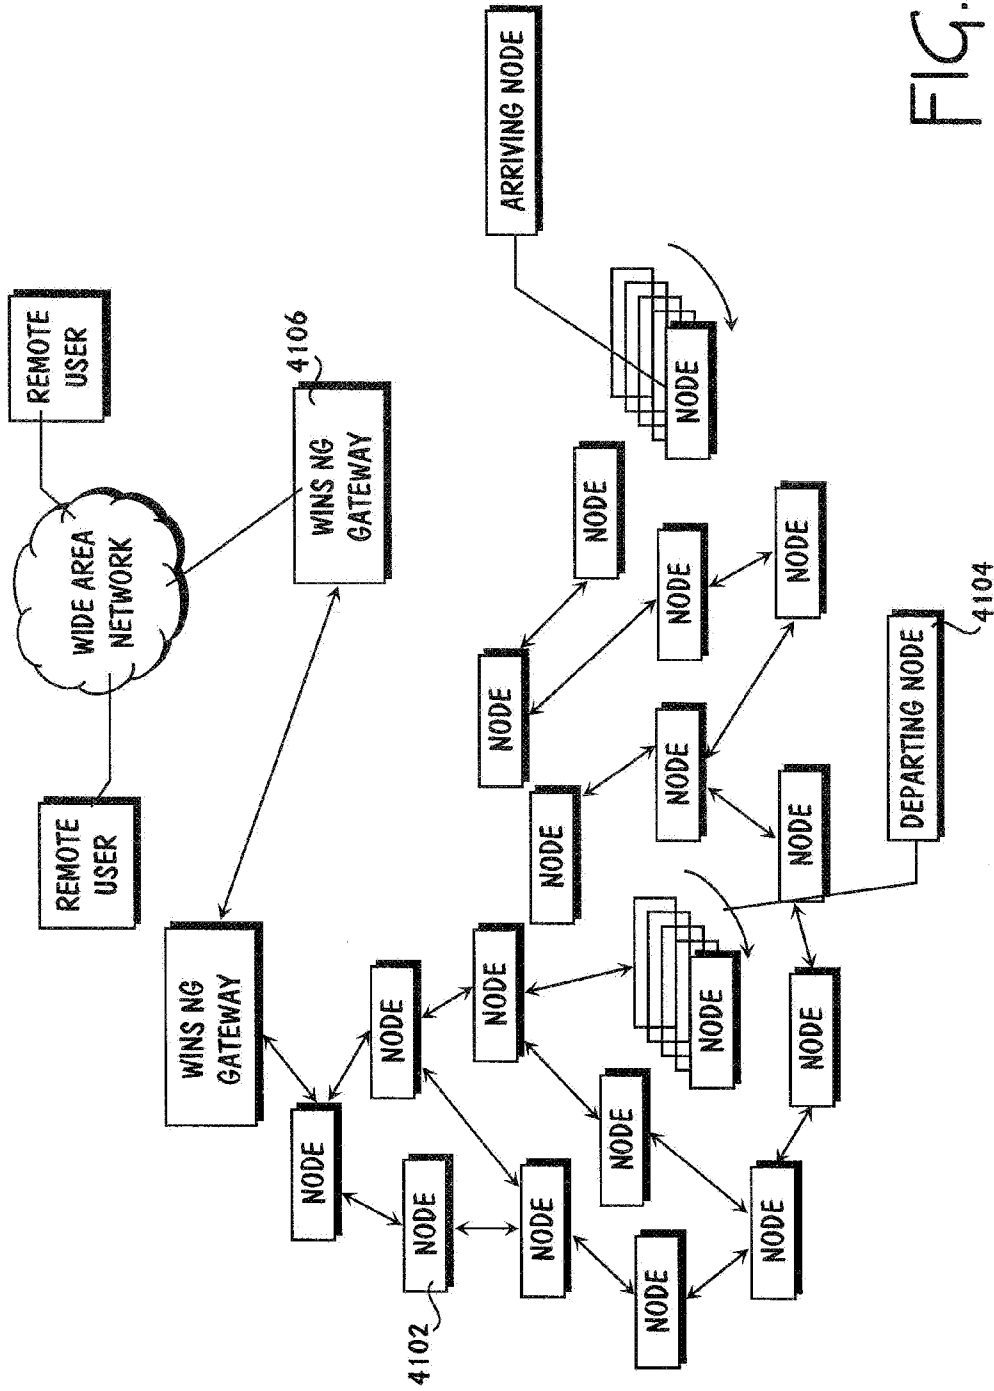 REMOTE
USER
REMOTE
USER
WIDE AREA
NETWORK
WINS NG
GATEWAY
4106
WINS NG
GATEWAY
NODE
NODE
4102
NODE
NODE
NODE
ARRIVING NODE
NODE
NODE
NODE
NODE
NODE
NODE
NODE
NODE
NODE
NODE
NODE
NODE
NODE
DEPARTING NODE
4104
FIG.